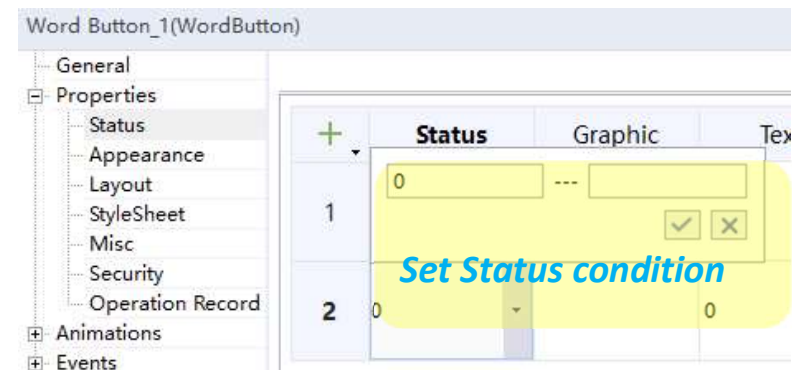 Word Button_1(WordButton)
General
Properties
Status
Appearance
Layout
StyleSheet
Misc
Security
Operation Record
Animations
Events
Status Graphic Tex
1 0 ---
Set Status condition
2 0 0